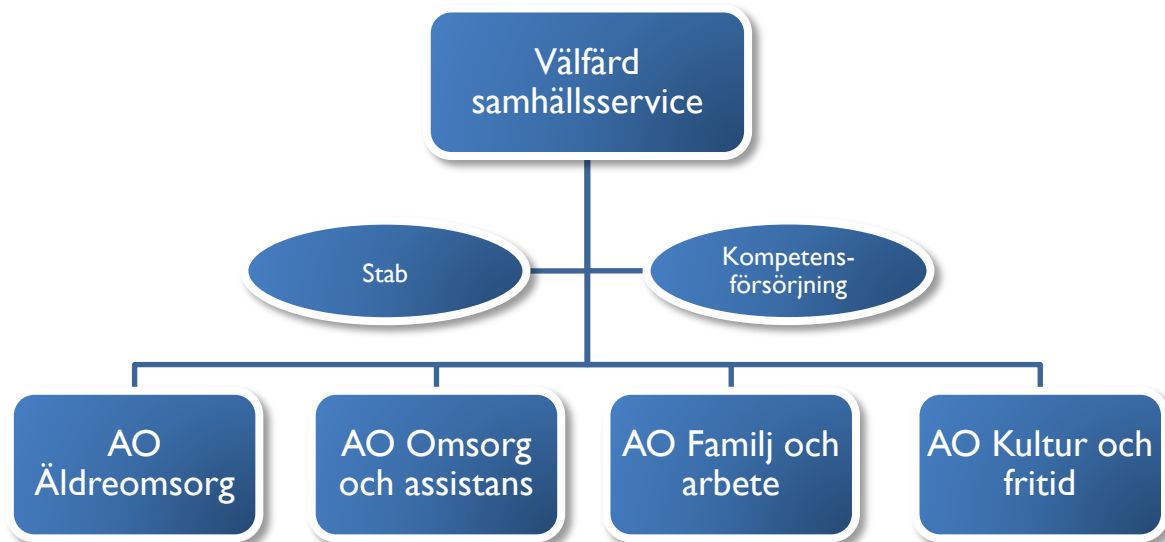 Välfärd
samhällsservice
Stab
Kompetens-
försörjning
AO
Äldreomsorg
AO Omsorg
och assistans
AO Familj och
arbete
AO Kultur och
fritid